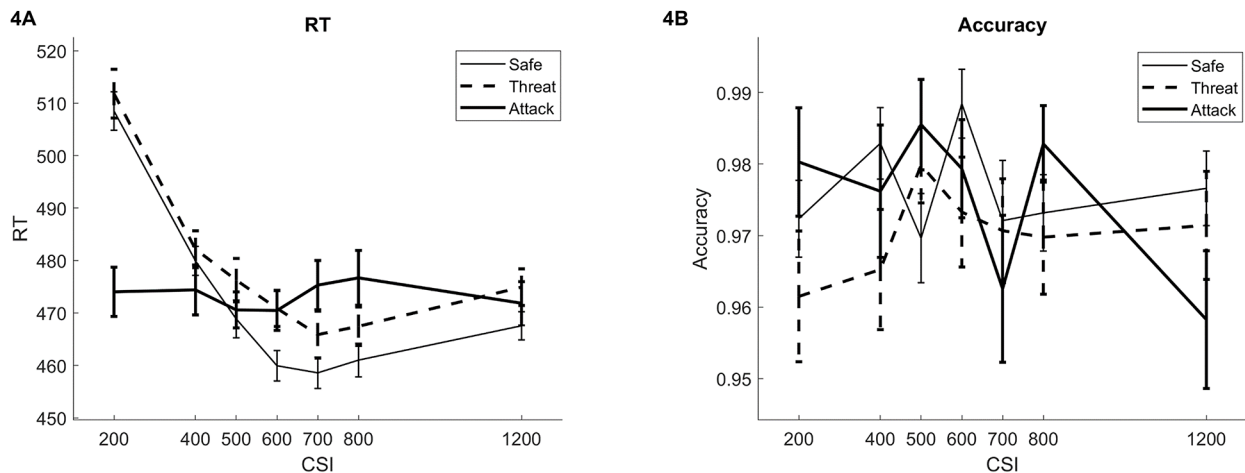 4A
RT
520
510
500
490
480
470
460
450
RT
200 400 500 600 700 800 1200
CSI
Safe
Threat
Attack
4B
Accuracy
0.99
0.98
0.97
0.96
0.95
Accuracy
200 400 500 600 700 800 1200
CSI
Safe
Threat
Attack